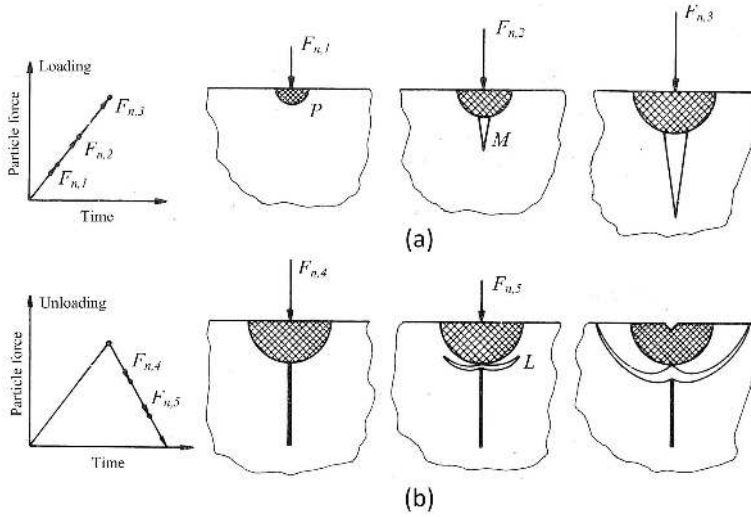 Particle force
Loading
F_{n,3}
F_{n,2}
F_{n,1}
Time
F_{n,1}
P
F_{n,2}
M
F_{n,3}
(a)
Particle force
Unloading
F_{n,4}
F_{n,5}
Time
F_{n,4}
F_{n,5}
L
(b)